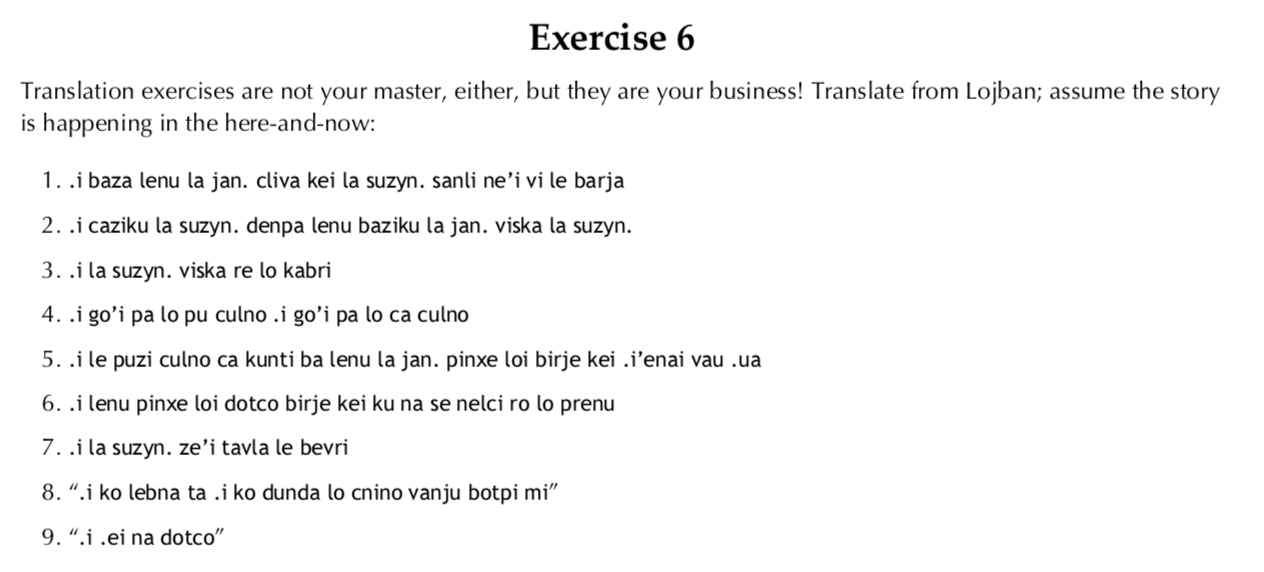 Exercise 6
Translation exercises are not your master, either, but they are your business! Translate from Lojban; assume the story
is happening in the here-and-now:
1. .i baza lenu la jan. cliva kei la suzyn. sanli ne’i vi le barja
2. .i caziku la suzyn. denpa lenu baziku la jan. viska la suzyn.
3. .i la suzyn. viska re lo kabri
4. .i go’i pa lo pu culno .i go’i pa lo ca culno
5. .i le puzi culno ca kunti ba lenu la jan. pinxe loi birje kei .i’enai vau .ua
6. .i lenu pinxe loi dotco birje kei ku na se nelci ro lo prenu
7. .i la suzyn. ze’i tavla le bevri
8. “.i ko lebna ta .i ko dunda lo cnino vanju botpi mi”
9. “.i .ei na dotco”